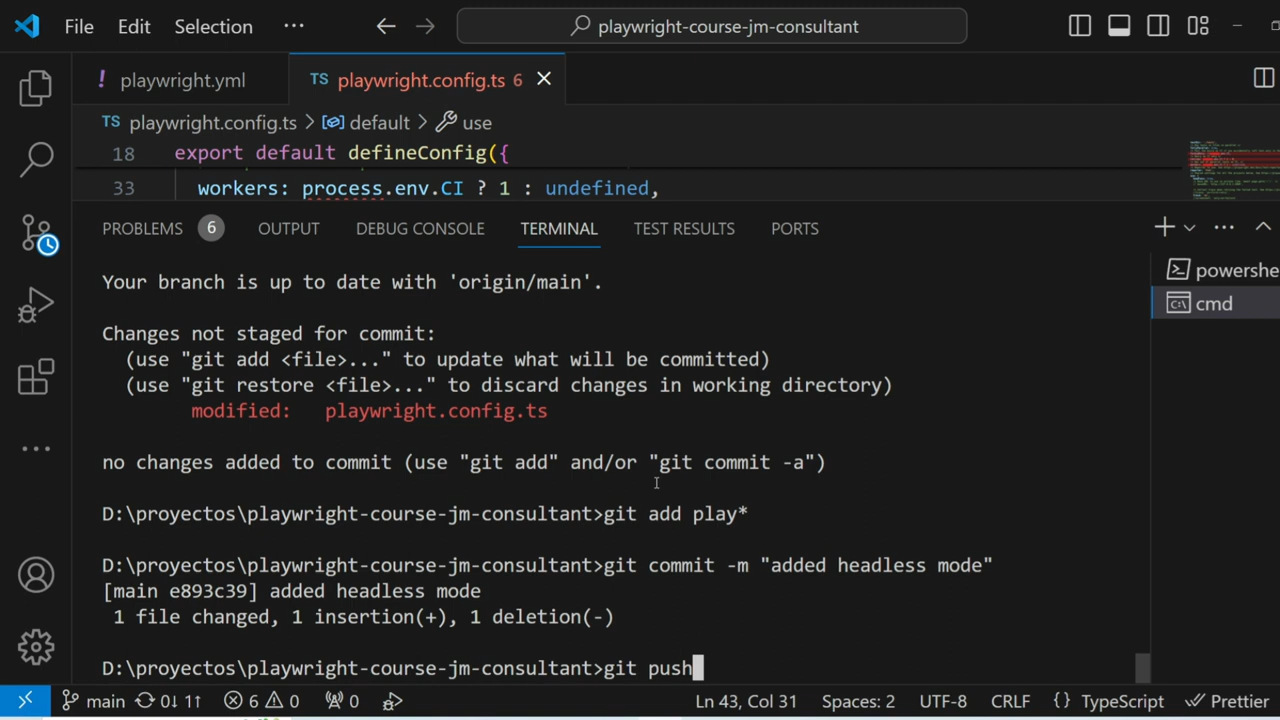 File Edit Selection ··· playwright-course-jm-consultant
! playwright.yml TS playwright.config.ts 6
TS playwright.config.ts > default > use
18 export default defineConfig({
33 workers: process.env.CI ? 1 : undefined,
PROBLEMS 6 OUTPUT DEBUG CONSOLE TERMINAL TEST RESULTS PORTS
powershe
cmd
Your branch is up to date with 'origin/main'.
Changes not staged for commit:
(use "git add <file>..." to update what will be committed)
(use "git restore <file>..." to discard changes in working directory)
modified: playwright.config.ts
no changes added to commit (use "git add" and/or "git commit -a")
D:\proyectos\playwright-course-jm-consultant>git add play*
D:\proyectos\playwright-course-jm-consultant>git commit -m "added headless mode"
[main e893c39] added headless mode
1 file changed, 1 insertion(+), 1 deletion(-)
D:\proyectos\playwright-course-jm-consultant>git push
main 0↓ 1↑ 6 0 0 Ln 43, Col 31 Spaces: 2 UTF-8 CRLF {} TypeScript Prettier